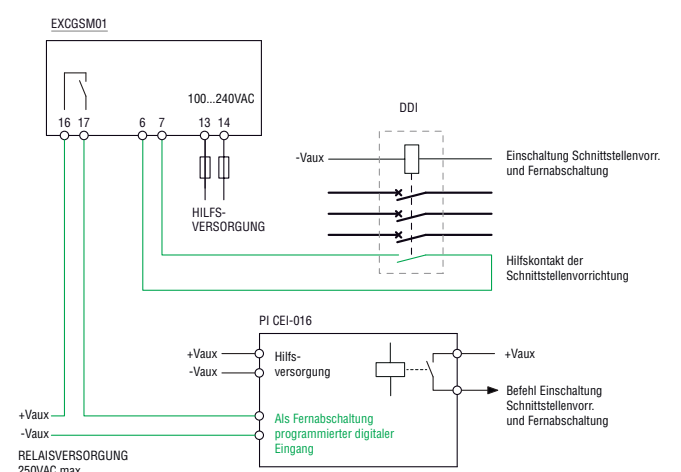 EXCGSM01
100...240VAC
16 17 6 7 13 14
HILFS-
VERSORGUNG
DDI
-Vaux
Einschaltung Schnittstellenvorr.
und Fernabschaltung
Hilfskontakt der
Schnittstellenvorrichtung
PI CEI-016
+Vaux
-Vaux
Hilfs-
versorgung
+Vaux
Befehl Einschaltung
Schnittstellenvorr.
und Fernabschaltung
Als Fernabschaltung
programmierter digitaler
Eingang
+Vaux
-Vaux
RELAISVERSORGUNG
250VAC max